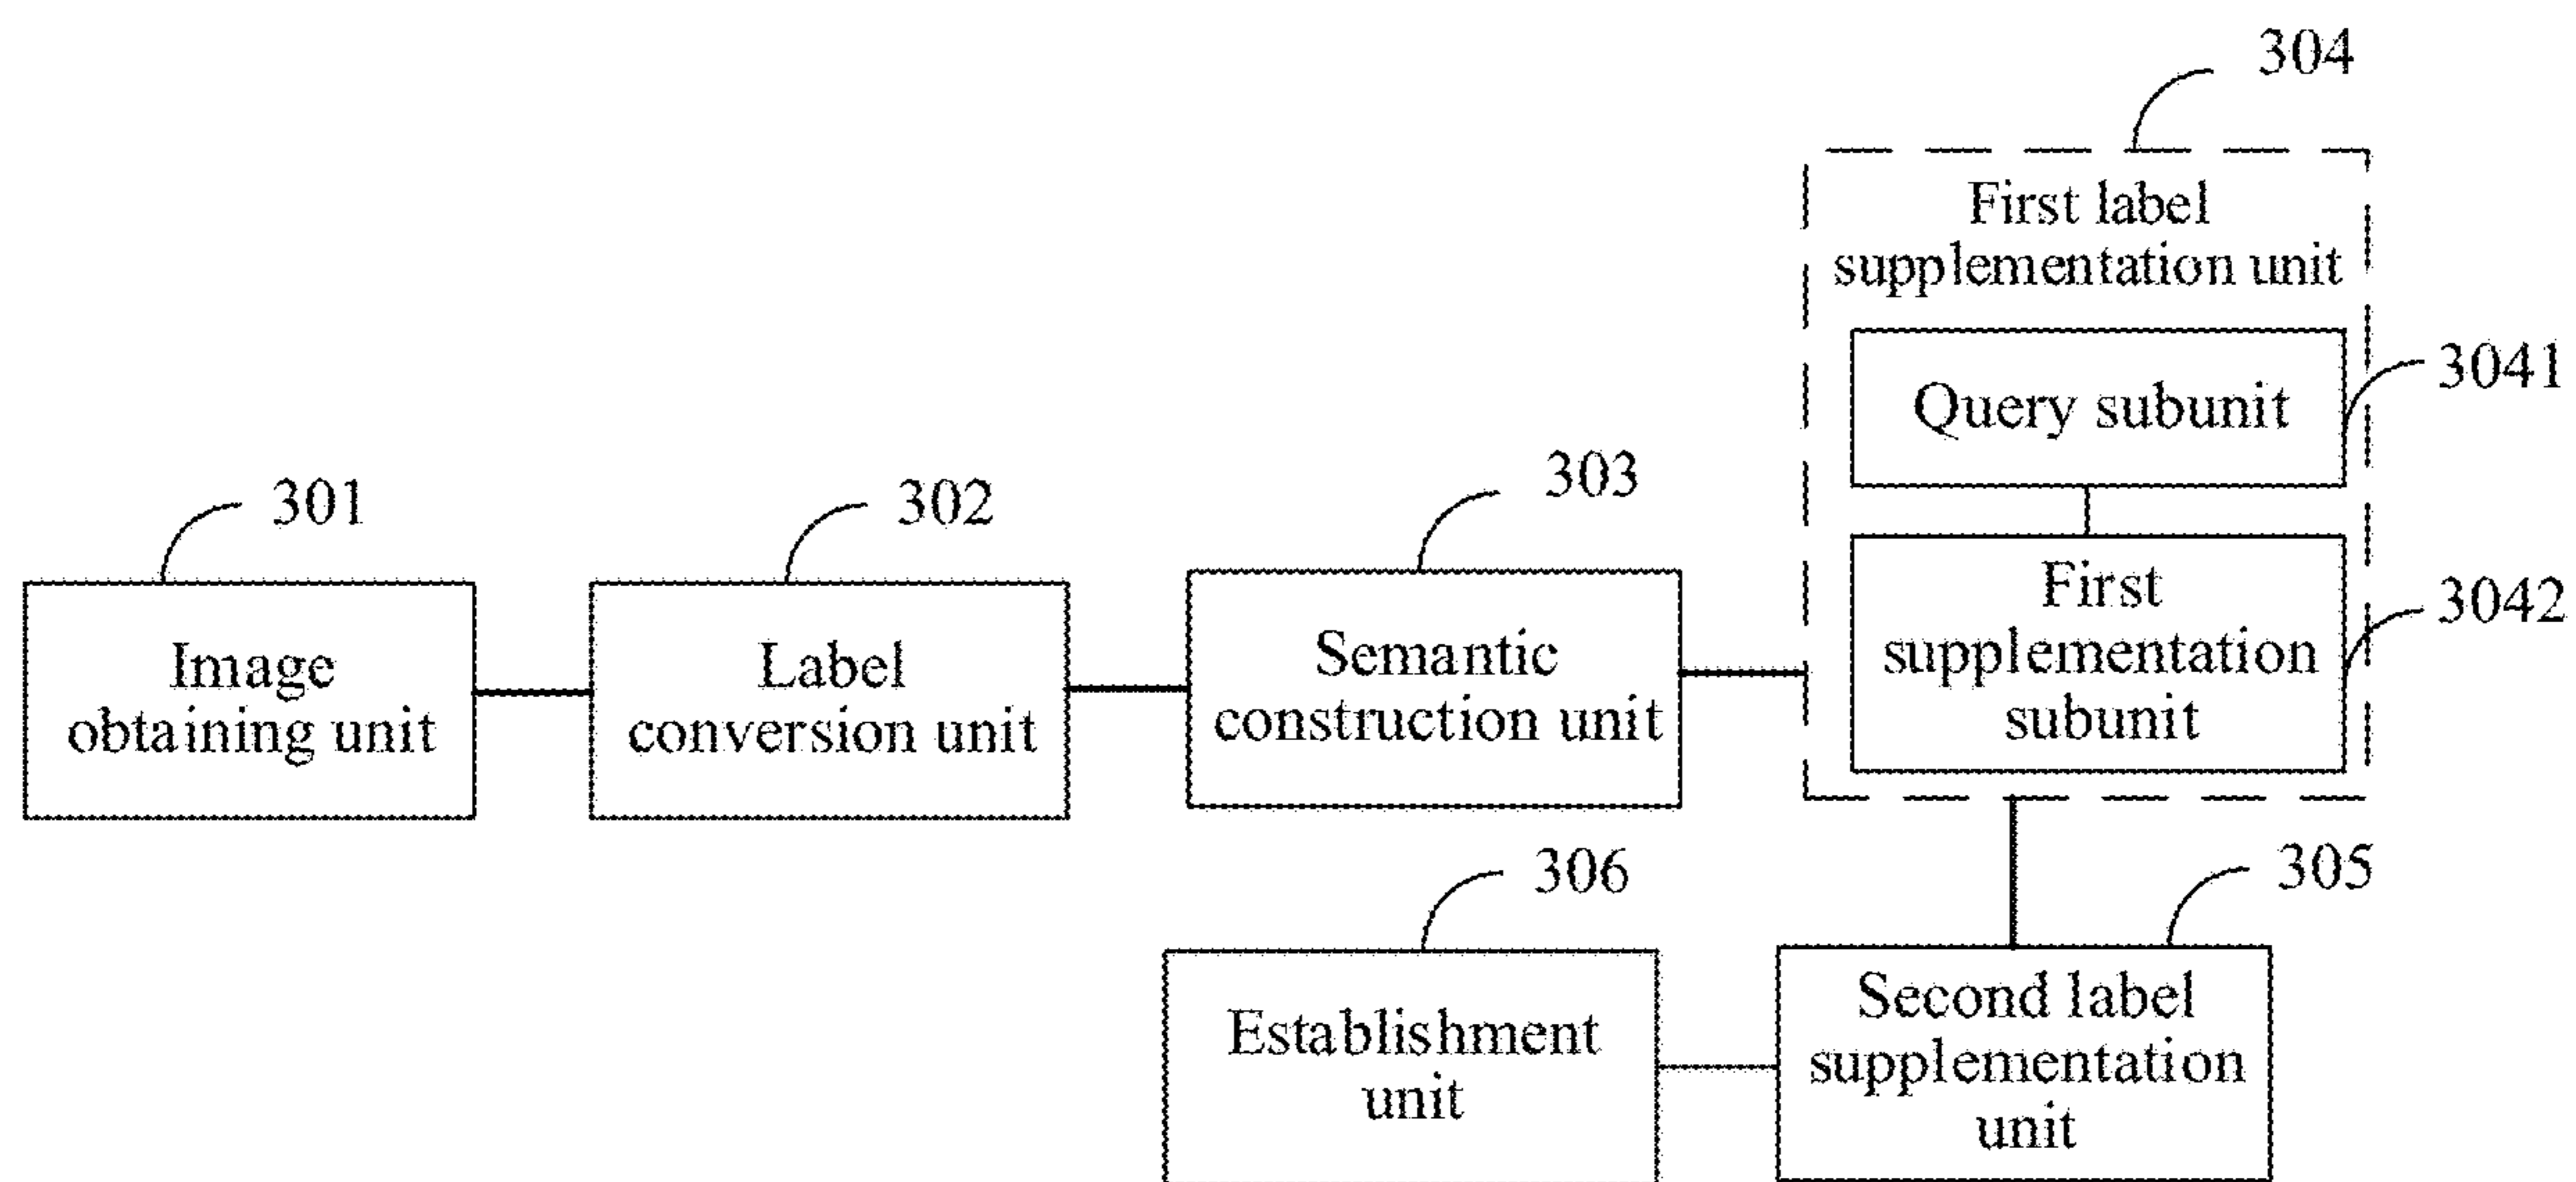 304
First label
supplementation unit
Query subunit
3041
First
supplementation
subunit
3042
301
Image
obtaining unit
302
Label
conversion unit
303
Semantic
construction unit
306
Establishment
unit
305
Second label
supplementation
unit